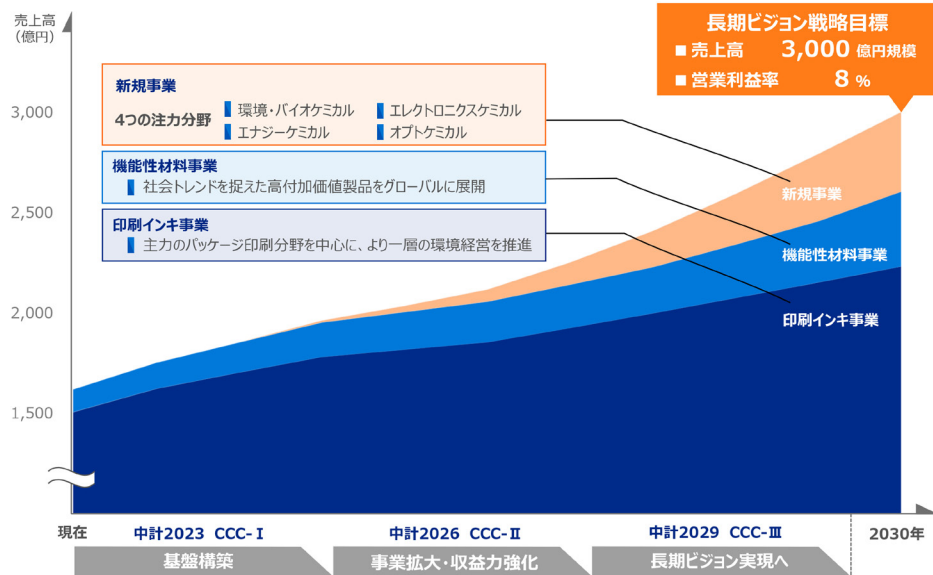 売上高
(億円)
長期ビジョン戦略目標
■ 売上高 3,000 億円規模
■ 営業利益率 8 %
新規事業
4つの注力分野
環境・バイオケミカル
エレクトロニクスケミカル
エナジーケミカル
オプトケミカル
機能性材料事業
社会トレンドを捉えた高付加価値製品をグローバルに展開
印刷インキ事業
主力のパッケージ印刷分野を中心に、より一層の環境経営を推進
3,000
2,500
2,000
1,500
新規事業
機能性材料事業
印刷インキ事業
現在
中計2023 CCC-Ⅰ
中計2026 CCC-Ⅱ
中計2029 CCC-Ⅲ
2030年
基盤構築
事業拡大・収益力強化
長期ビジョン実現へ